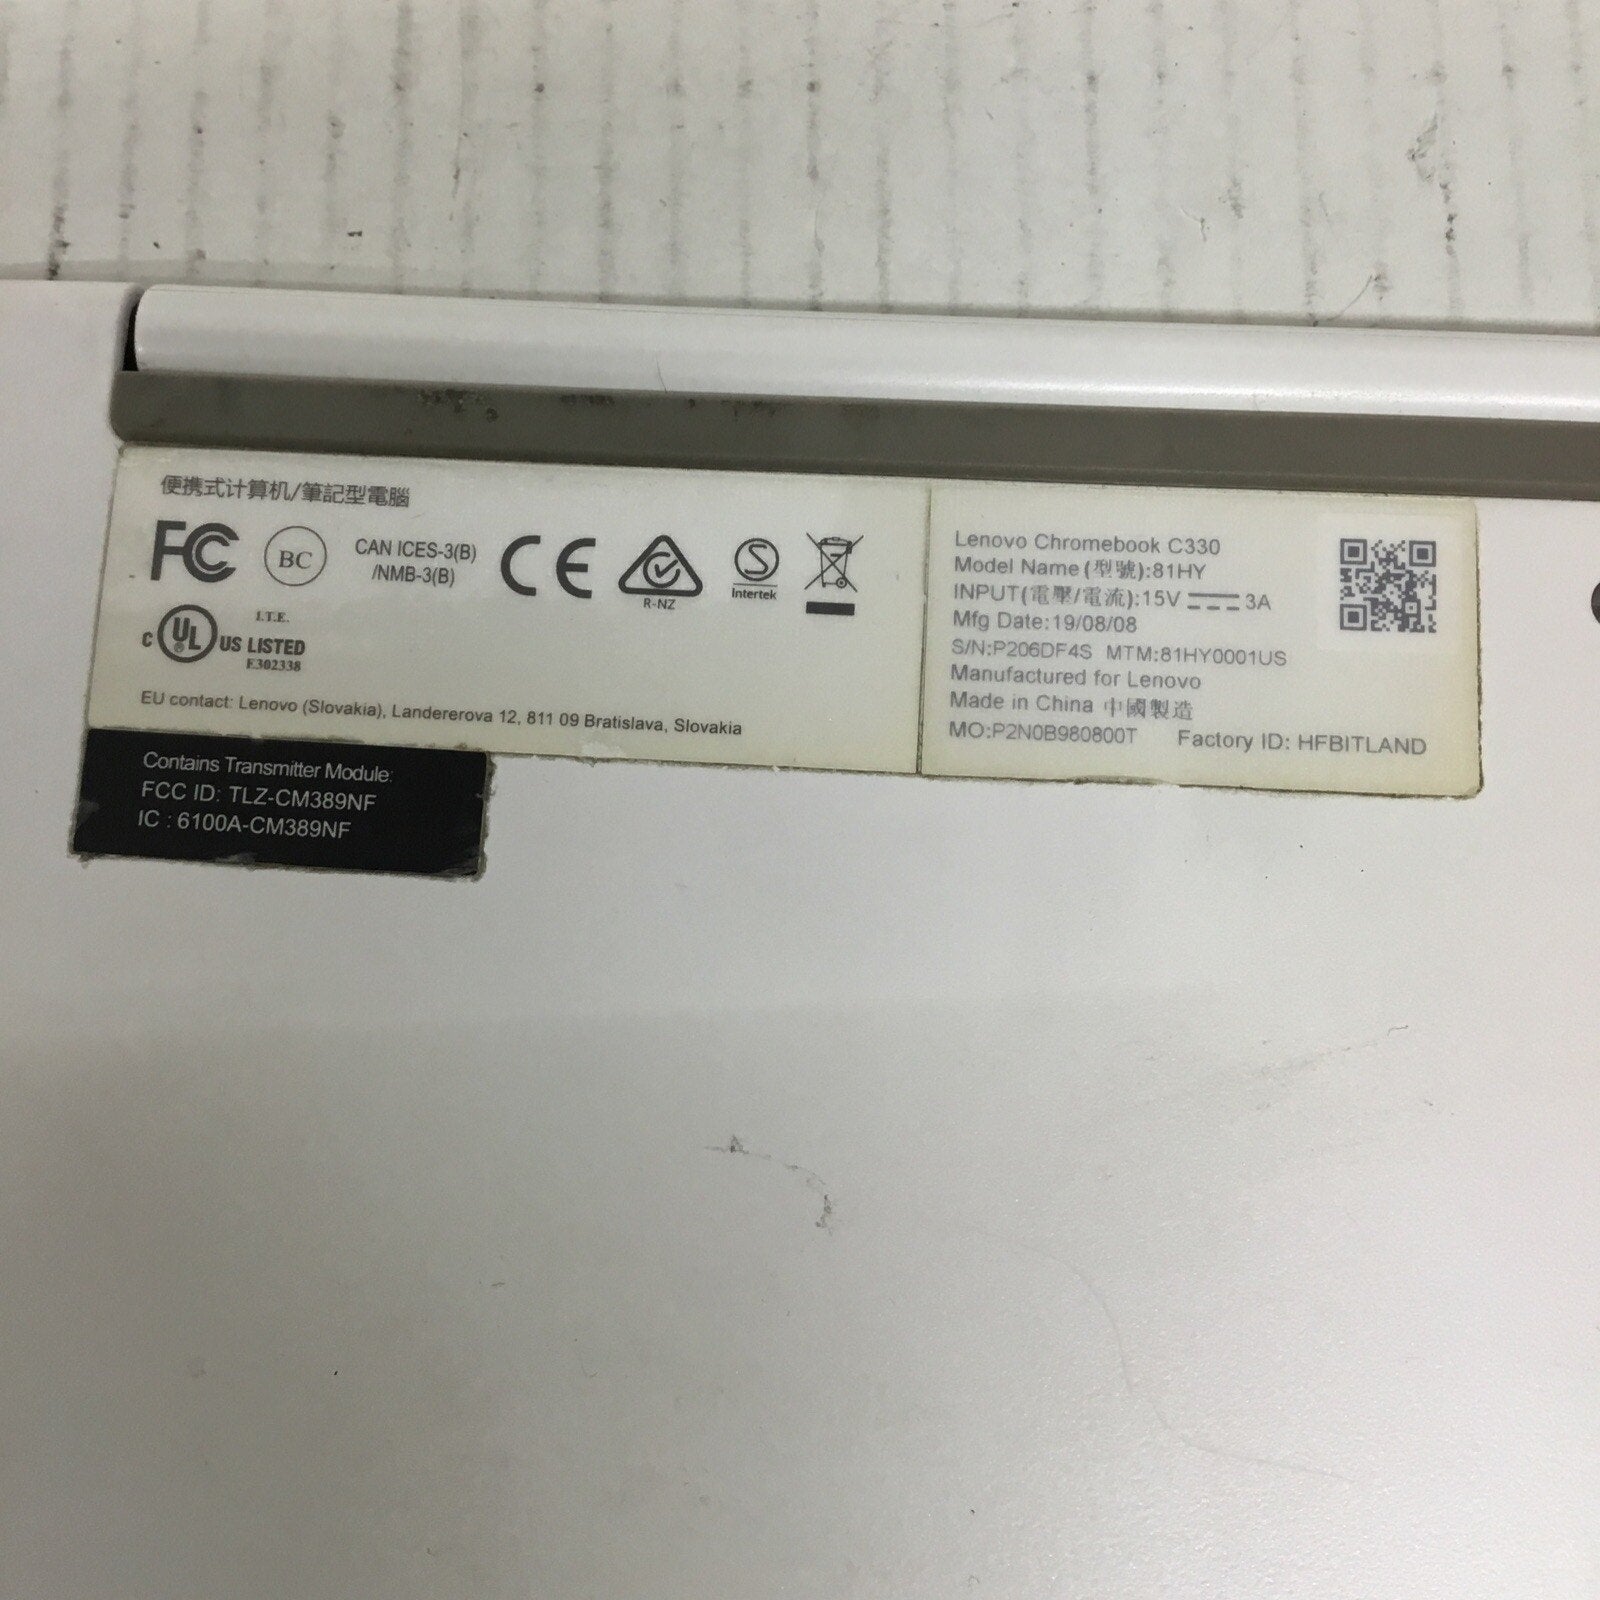 便携式计算机/筆記型電腦
FC
BC
CAN ICES-3(B)
/NMB-3(B)
CE
R-NZ
S
Intertek
I.T.E.
c UL ® US LISTED
E302338
EU contact: Lenovo (Slovakia), Landererova 12, 811 09 Bratislava, Slovakia
Contains Transmitter Module:
FCC ID: TLZ-CM389NF
IC : 6100A-CM389NF
Lenovo Chromebook C330
Model Name(型號):81HY
INPUT(電壓/電流):15V ⎓ 3A
Mfg Date:19/08/08
S/N:P206DF4S MTM:81HY0001US
Manufactured for Lenovo
Made in China 中國製造
MO:P2N0B980800T Factory ID: HFBITLAND